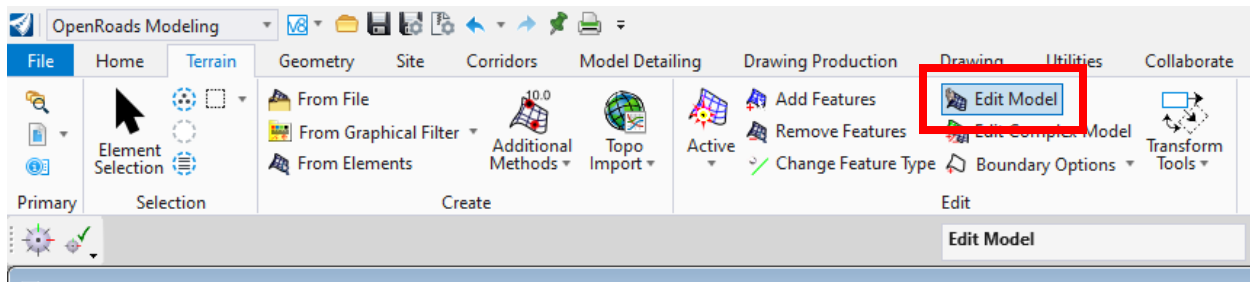 OpenRoads Modeling
V8
File Home Terrain Geometry Site Corridors Model Detailing Drawing Production Drawing Utilities Collaborate
From File
From Graphical Filter
From Elements
Element
Selection
10.0
Additional
Methods
Topo
Import
Active
Add Features
Remove Features
Change Feature Type
Edit Model
Edit Complex Model
Boundary Options
Transform
Tools
Primary Selection Create Edit
Edit Model